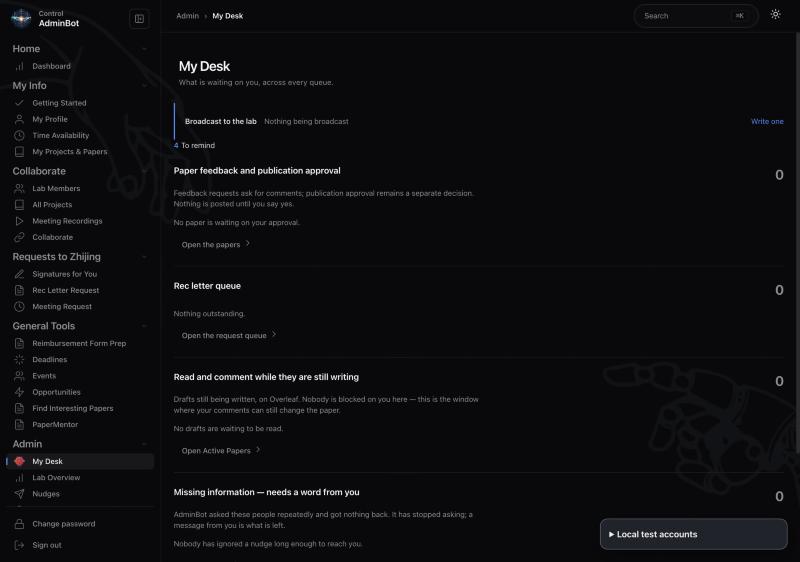 Control
AdminBot
Home
Dashboard
My Info
Getting Started
My Profile
Time Availability
My Projects & Papers
Collaborate
Lab Members
All Projects
Meeting Recordings
Collaborate
Requests to Zhijing
Signatures for You
Rec Letter Request
Meeting Request
General Tools
Reimbursement Form Prep
Deadlines
Events
Opportunities
Find Interesting Papers
PaperMentor
Admin
My Desk
Lab Overview
Nudges
Change password
Sign out
Admin › My Desk
Search ⌘K
My Desk
What is waiting on you, across every queue.
Broadcast to the lab Nothing being broadcast Write one
4 To remind
Paper feedback and publication approval 0
Feedback requests ask for comments; publication approval remains a separate decision.
Nothing is posted until you say yes.
No paper is waiting on your approval.
Open the papers
Rec letter queue 0
Nothing outstanding.
Open the request queue
Read and comment while they are still writing 0
Drafts still being written, on Overleaf. Nobody is blocked on you here — this is the window
where your comments can still change the paper.
No drafts are waiting to be read.
Open Active Papers
Missing information — needs a word from you 0
AdminBot asked these people repeatedly and got nothing back. It has stopped asking; a
message from you is what is left.
Nobody has ignored a nudge long enough to reach you.
Local test accounts